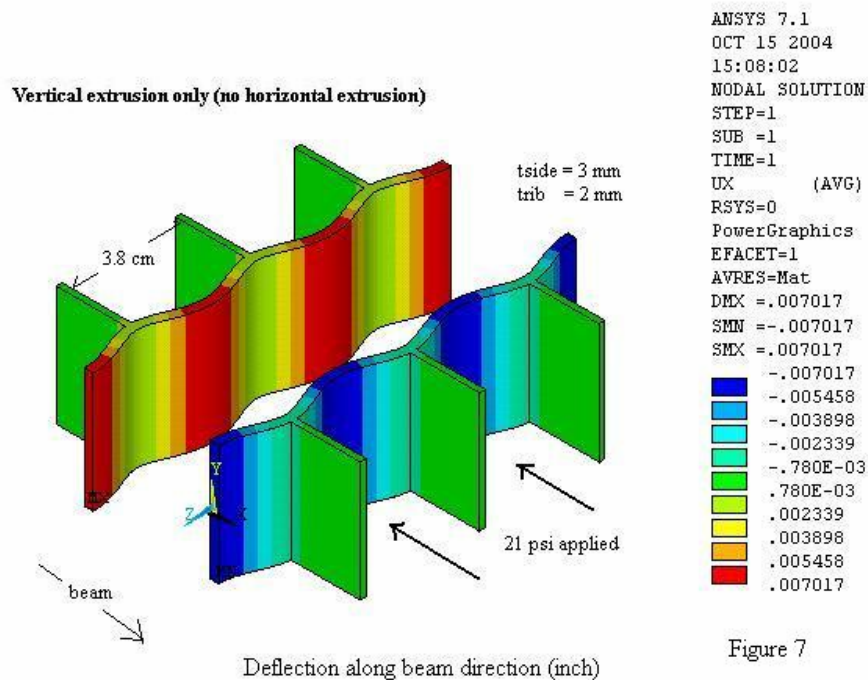 ANSYS 7.1
OCT 15 2004
15:08:02
NODAL SOLUTION
STEP=1
SUB =1
TIME=1
UX (AVG)
RSYS=0
PowerGraphics
EFACET=1
AVRES=Mat
DMX =.007017
SMN =-.007017
SMX =.007017
-.007017
-.005458
-.003898
-.002339
-.780E-03
.780E-03
.002339
.003898
.005458
.007017
Vertical extrusion only (no horizontal extrusion)
tside = 3 mm
trib = 2 mm
3.8 cm
Y
Z
X
21 psi applied
beam
Deflection along beam direction (inch)
Figure 7